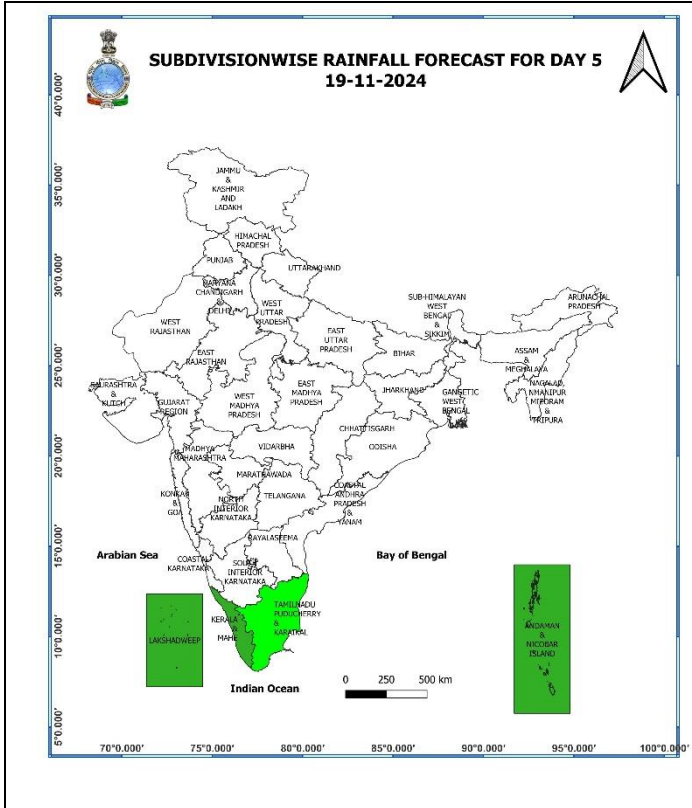 SUBDIVISIONWISE RAINFALL FORECAST FOR DAY 5
19-11-2024
40°0.000'
35°0.000'
30°0.000'
25°0.000'
20°0.000'
15°0.000'
10°0.000'
5°0.000'
JAMMU
&
KASHMIR
AND
LADAKH
HIMACHAL
PRADESH
PUNJAB
UTTARAKHAND
HARYANA
CHANDIGARH
&
DELHI
WEST
UTTAR
PRADESH
SUB-HIMALAYAN
WEST
BENGAL
&
SIKKIM
ARUNACHAL
PRADESH
WEST
RAJASTHAN
EAST
UTTAR
PRADESH
EAST
RAJASTHAN
BIHAR
ASSAM
&
MEGHALAYA
SAURASHTRA
&
KUTCH
GUJARAT
REGION
WEST
MADHYA
PRADESH
EAST
MADHYA
PRADESH
JHARKHAND
GANGETIC
WEST
BENGAL
NAGALAD,
NMANIPUR
MIZORAM
&
TRIPURA
CHHATTISGARH
ODISHA
MADHYA
MAHARASHTRA
VIDARBHA
MARATHWADA
TELANGANA
KONKAN
&
GOA
NORTH
INTERIOR
KARNATAKA
COASTAL
ANDHRA
PRADESH
&
YANAM
RAYALASEEMA
Arabian Sea
Bay of Bengal
COASTAL
KARNATAKA
SOUTH
INTERIOR
KARNATAKA
LAKSHADWEEP
KERALA
&
MAHE
TAMILNADU
PUDUCHERRY
&
KARAIKAL
ANDAMAN
&
NICOBAR
ISLAND
Indian Ocean
0 250 500 km
70°0.000' 75°0.000' 80°0.000' 85°0.000' 90°0.000' 95°0.000' 100°0.000'